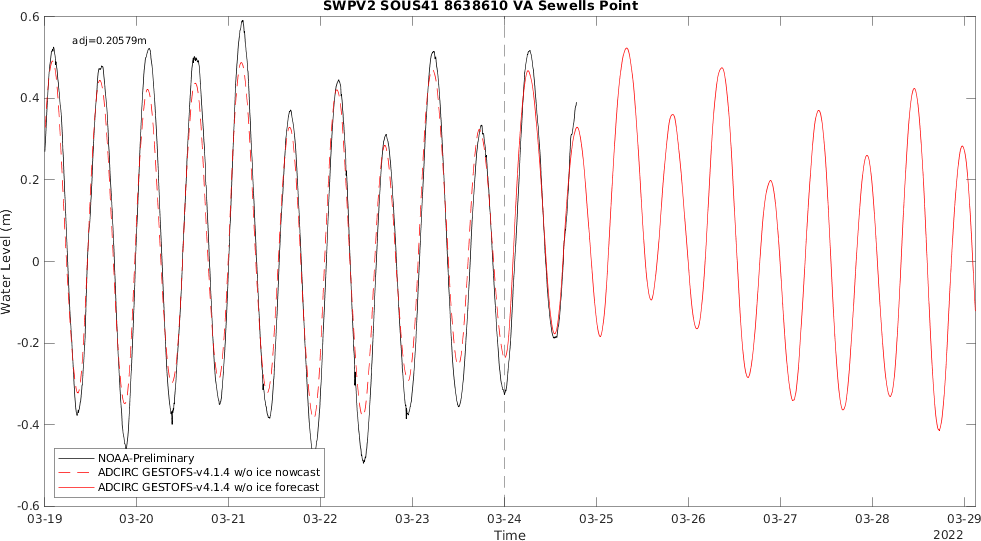 SWPV2 SOUS41 8638610 VA Sewells Point
adj=0.20579m
0.6
0.4
0.2
0
-0.2
-0.4
-0.6
Water Level (m)
NOAA-Preliminary
ADCIRC GESTOFS-v4.1.4 w/o ice nowcast
ADCIRC GESTOFS-v4.1.4 w/o ice forecast
03-19 03-20 03-21 03-22 03-23 03-24 03-25 03-26 03-27 03-28 03-29
Time
2022